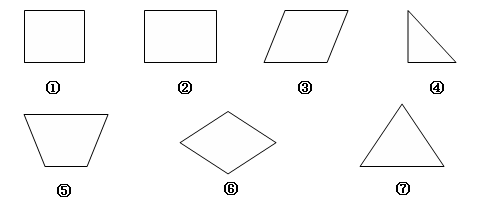 ① ② ③ ④
⑤ ⑥ ⑦